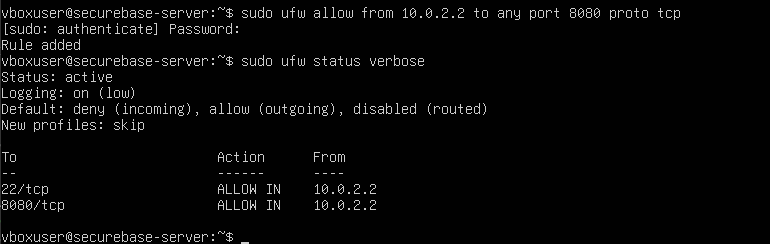 vboxuser@securebase-server:~$ sudo ufw allow from 10.0.2.2 to any port 8080 proto tcp
[sudo: authenticate] Password:
Rule added
vboxuser@securebase-server:~$ sudo ufw status verbose
Status: active
Logging: on (low)
Default: deny (incoming), allow (outgoing), disabled (routed)
New profiles: skip

To                         Action      From
--                         ------      ----
22/tcp                     ALLOW IN    10.0.2.2
8080/tcp                   ALLOW IN    10.0.2.2

vboxuser@securebase-server:~$ _